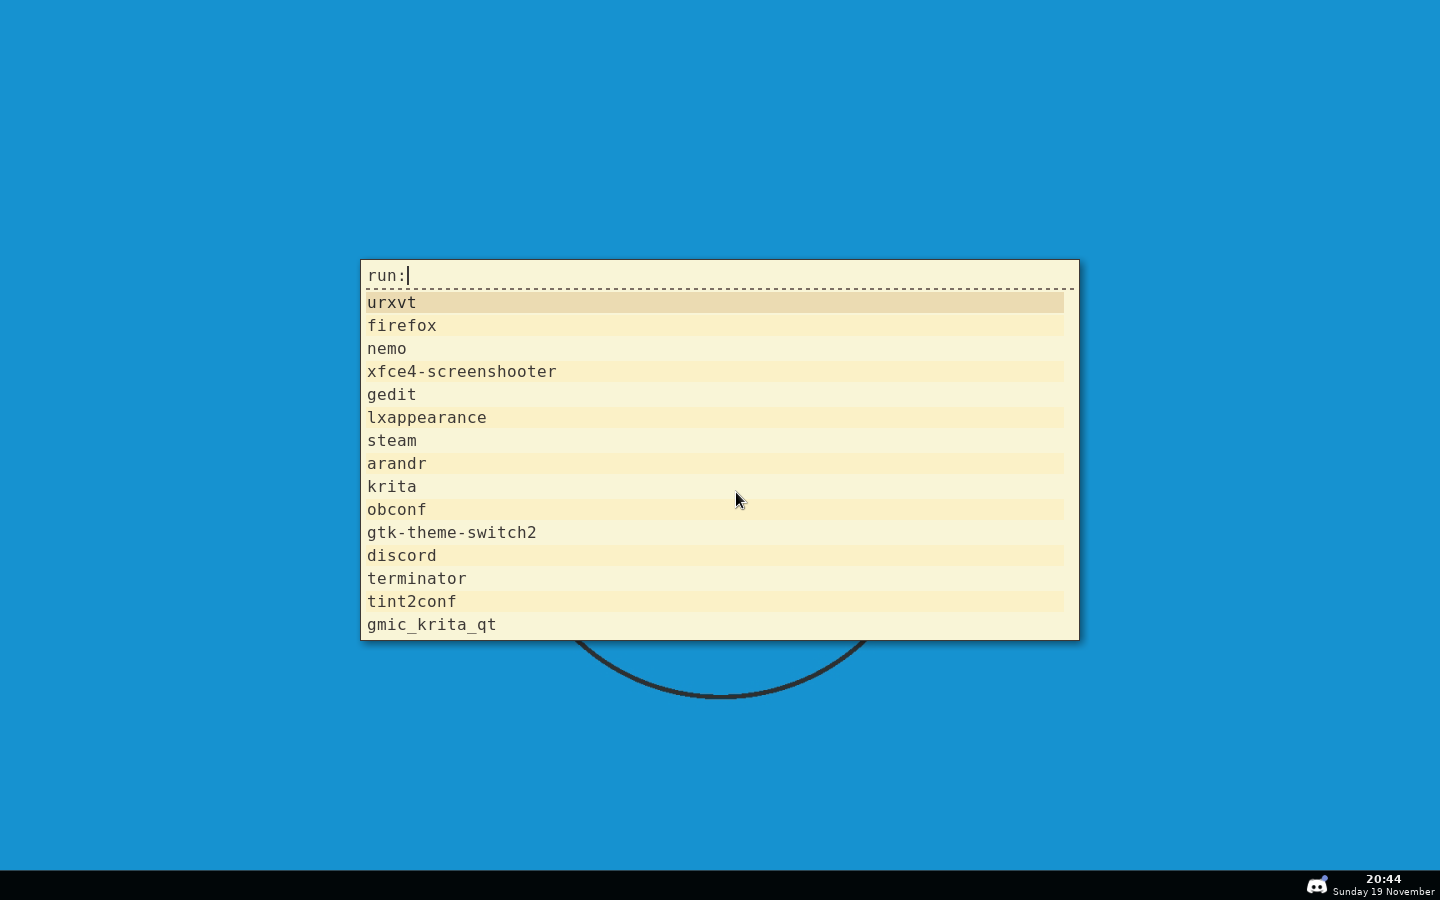 run:
urxvt
firefox
nemo
xfce4-screenshooter
gedit
lxappearance
steam
arandr
krita
obconf
gtk-theme-switch2
discord
terminator
tint2conf
gmic_krita_qt
20:44
Sunday 19 November